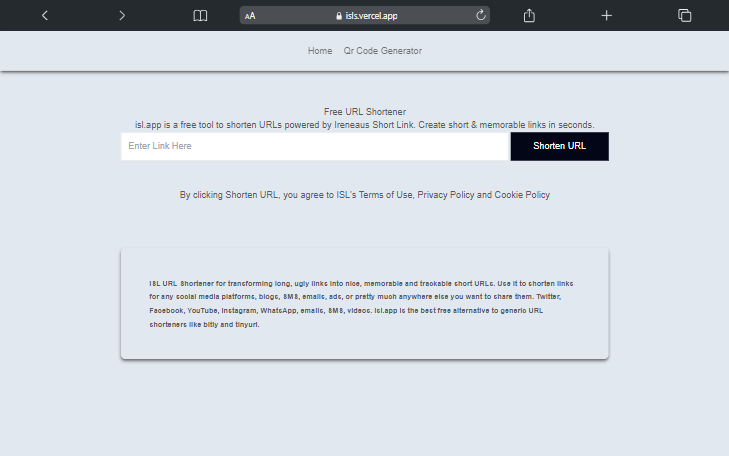 AA isls.vercel.app
Home Qr Code Generator
Free URL Shortener
isl.app is a free tool to shorten URLs powered by Ireneaus Short Link. Create short & memorable links in seconds.
Enter Link Here Shorten URL
By clicking Shorten URL, you agree to ISL's Terms of Use, Privacy Policy and Cookie Policy
ISL URL Shortener for transforming long, ugly links into nice, memorable and trackable short URLs. Use it to shorten links
for any social media platforms, blogs, SMS, emails, ads, or pretty much anywhere else you want to share them. Twitter,
Facebook, YouTube, Instagram, WhatsApp, emails, SMS, videos. isl.app is the best free alternative to generic URL
shorteners like bitly and tinyurl.